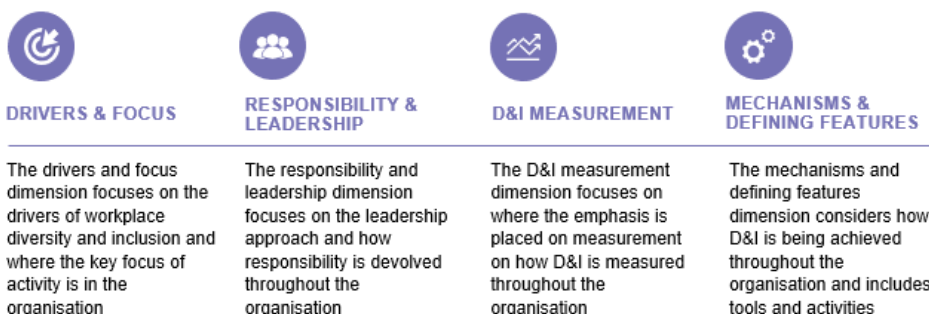 DRIVERS & FOCUS
The drivers and focus
dimension focuses on the
drivers of workplace
diversity and inclusion and
where the key focus of
activity is in the
organisation
RESPONSIBILITY &
LEADERSHIP
The responsibility and
leadership dimension
focuses on the leadership
approach and how
responsibility is devolved
throughout the
organisation
D&I MEASUREMENT
The D&I measurement
dimension focuses on
where the emphasis is
placed on measurement
on how D&I is measured
throughout the
organisation
MECHANISMS &
DEFINING FEATURES
The mechanisms and
defining features
dimension considers how
D&I is being achieved
throughout the
organisation and includes
tools and activities